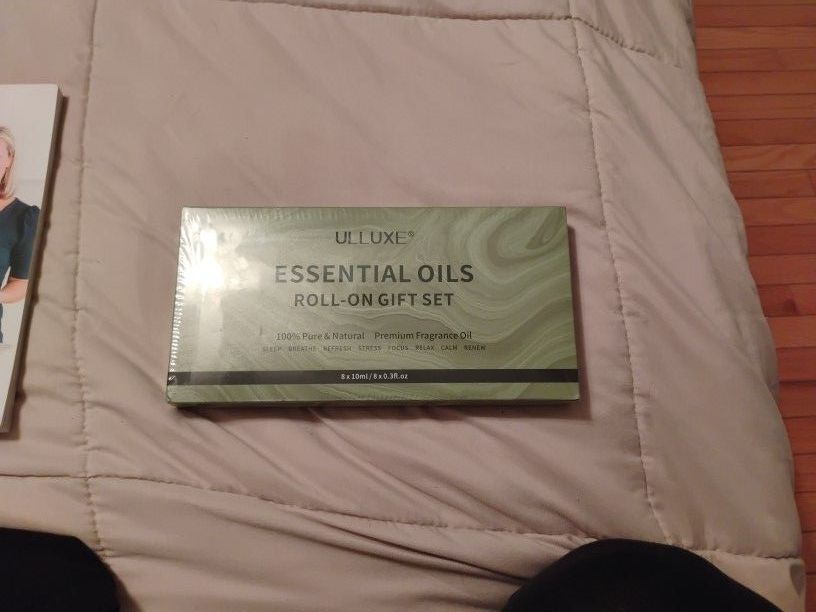 ULLUXE®
ESSENTIAL OILS
ROLL-ON GIFT SET
100% Pure & Natural Premium Fragrance Oil
SLEEP BREATHE REFRESH STRESS FOCUS RELAX CALM RENEW
8 x 10ml / 8 x 0.3fl.oz